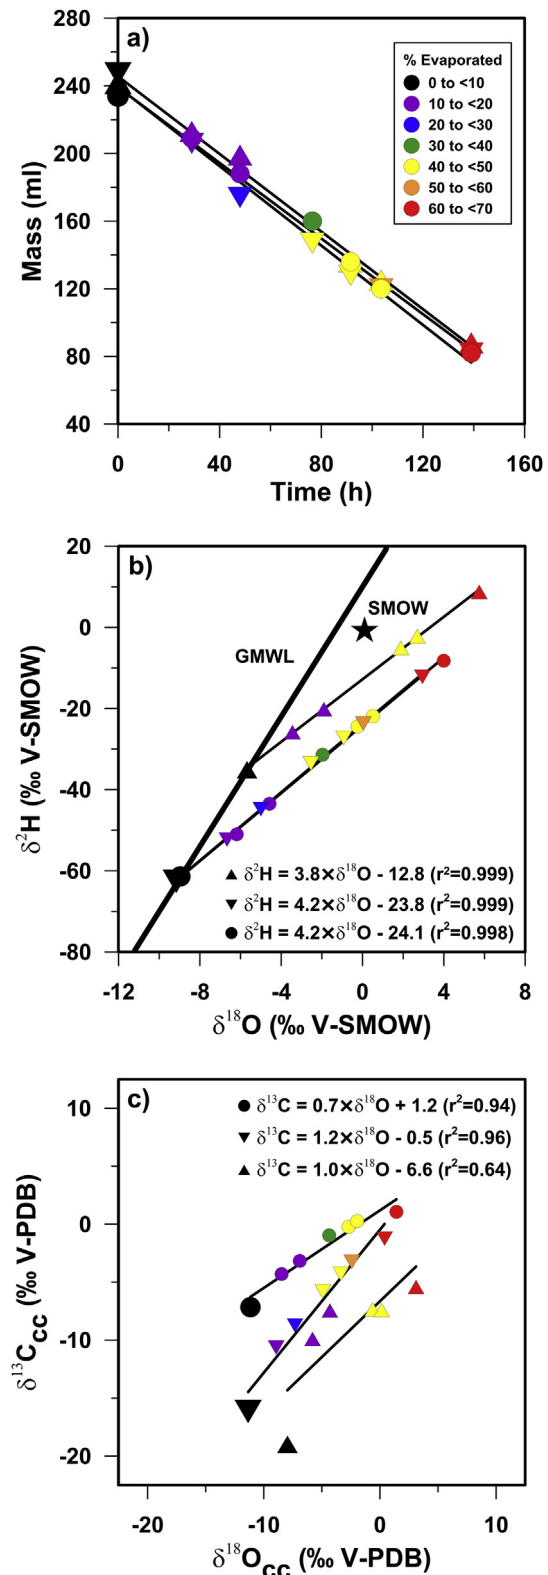 280
240
200
160
120
80
40
Mass (ml)
a)
% Evaporated
0 to <10
10 to <20
20 to <30
30 to <40
40 to <50
50 to <60
60 to <70
0
40
80
120
160
Time (h)
20
0
-20
-40
-60
-80
δ²H (‰ V-SMOW)
b)
SMOW
GMWL
δ²H = 3.8×δ¹⁸O - 12.8 (r²=0.999)
δ²H = 4.2×δ¹⁸O - 23.8 (r²=0.999)
δ²H = 4.2×δ¹⁸O - 24.1 (r²=0.998)
-12
-8
-4
0
4
8
δ¹⁸O (‰ V-SMOW)
10
0
-10
-20
δ¹³Ccc (‰ V-PDB)
c)
δ¹³C = 0.7×δ¹⁸O + 1.2 (r²=0.94)
δ¹³C = 1.2×δ¹⁸O - 0.5 (r²=0.96)
δ¹³C = 1.0×δ¹⁸O - 6.6 (r²=0.64)
-20
-10
0
10
δ¹⁸Occ (‰ V-PDB)